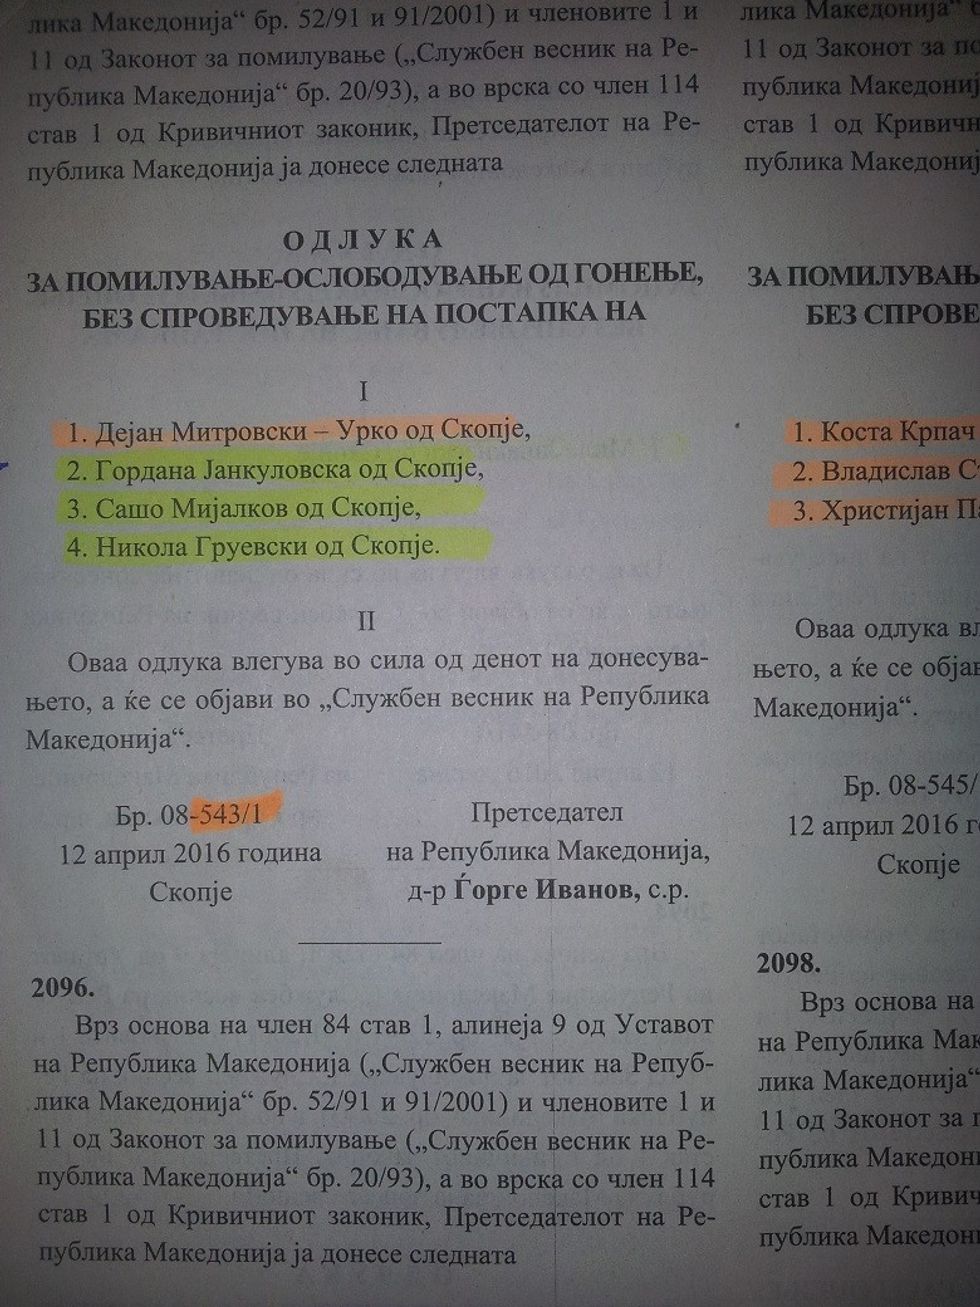 лика Македонија“ бр. 52/91 и 91/2001) и членовите 1 и
11 од Законот за помилување („Службен весник на Ре-
публика Македонија“ бр. 20/93), а во врска со член 114
став 1 од Кривичниот законик, Претседателот на Ре-
публика Македонија ја донесе следната
О Д Л У К А
ЗА ПОМИЛУВАЊЕ-ОСЛОБОДУВАЊЕ ОД ГОНЕЊЕ,
БЕЗ СПРОВЕДУВАЊЕ НА ПОСТАПКА НА
I
1. Дејан Митровски – Урко од Скопје,
2. Гордана Јанкуловска од Скопје,
3. Сашо Мијалков од Скопје,
4. Никола Груевски од Скопје.
II
Оваа одлука влегува во сила од денот на донесува-
њето, а ќе се објави во „Службен весник на Република
Македонија“.
Бр. 08-543/1
12 април 2016 година
Скопје
Претседател
на Република Македонија,
д-р Ѓорге Иванов, с.р.
2096.
Врз основа на член 84 став 1, алинеја 9 од Уставот
на Република Македонија („Службен весник на Репуб-
лика Македонија“ бр. 52/91 и 91/2001) и членовите 1 и
11 од Законот за помилување („Службен весник на Ре-
публика Македонија“ бр. 20/93), а во врска со член 114
став 1 од Кривичниот законик, Претседателот на Ре-
публика Македонија ја донесе следната
лика Македонија“
11 од Законот за
публика Македониј
став 1 од Кривичн
публика Македониј
ЗА ПОМИЛУВАЊ
БЕЗ СПРОВЕ
1. Коста Крпач
2. Владислав
3. Христијан
Оваа одлука
њето, а ќе се објав
Македонија“.
Бр. 08-545/
12 април 2016
Скопје
2098.
Врз основа на
на Република Мак
лика Македонија“
11 од Законот за
публика Македон
став 1 од Кривич
публика Македон